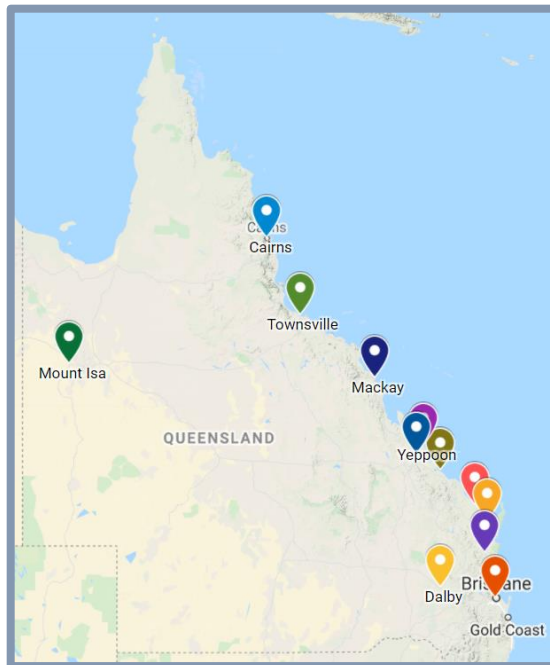 Cairns
Cairns
Townsville
Mount Isa
Mackay
QUEENSLAND
Yeppoon
Dalby
Brisbane
Gold Coast